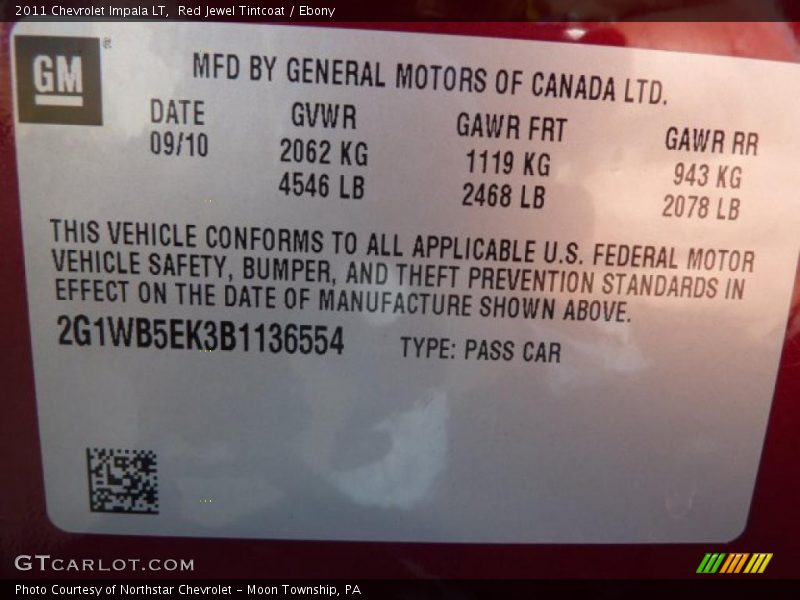 2011 Chevrolet Impala LT,  Red Jewel Tintcoat / Ebony
GM®
MFD BY GENERAL MOTORS OF CANADA LTD.
DATE GVWR GAWR FRT GAWR RR
09/10 2062 KG 1119 KG 943 KG
4546 LB 2468 LB 2078 LB
THIS VEHICLE CONFORMS TO ALL APPLICABLE U.S. FEDERAL MOTOR
VEHICLE SAFETY, BUMPER, AND THEFT PREVENTION STANDARDS IN
EFFECT ON THE DATE OF MANUFACTURE SHOWN ABOVE.
2G1WB5EK3B1136554 TYPE: PASS CAR
GTCARLOT.COM
Photo Courtesy of Northstar Chevrolet - Moon Township, PA